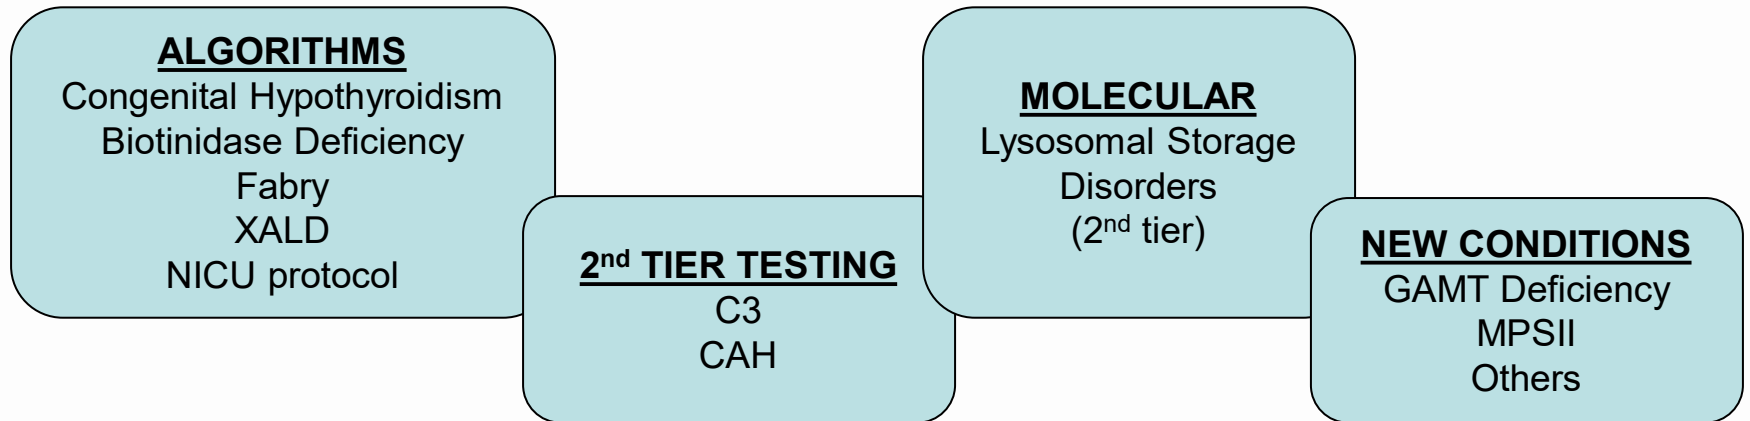 ALGORITHMS
Congenital Hypothyroidism
Biotinidase Deficiency
Fabry
XALD
NICU protocol
2nd TIER TESTING
C3
CAH
MOLECULAR
Lysosomal Storage
Disorders
(2nd tier)
NEW CONDITIONS
GAMT Deficiency
MPSII
Others